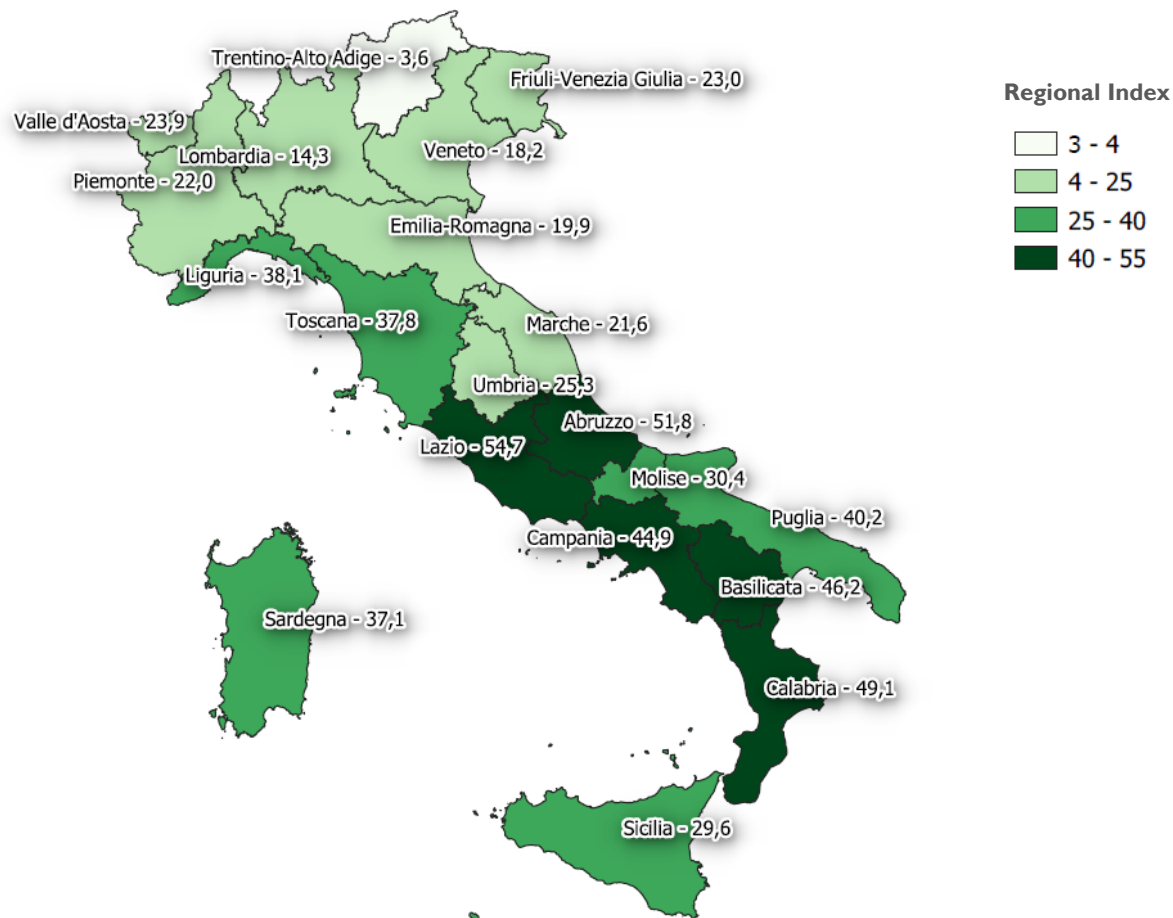 Trentino-Alto Adige - 3,6
Friuli-Venezia Giulia - 23,0
Valle d'Aosta - 23,9
Lombardia - 14,3
Veneto - 18,2
Piemonte - 22,0
Emilia-Romagna - 19,9
Liguria - 38,1
Toscana - 37,8
Marche - 21,6
Umbria - 25,3
Abruzzo - 51,8
Lazio - 54,7
Molise - 30,4
Puglia - 40,2
Campania - 44,9
Basilicata - 46,2
Sardegna - 37,1
Calabria - 49,1
Sicilia - 29,6
Regional Index
3 - 4
4 - 25
25 - 40
40 - 55